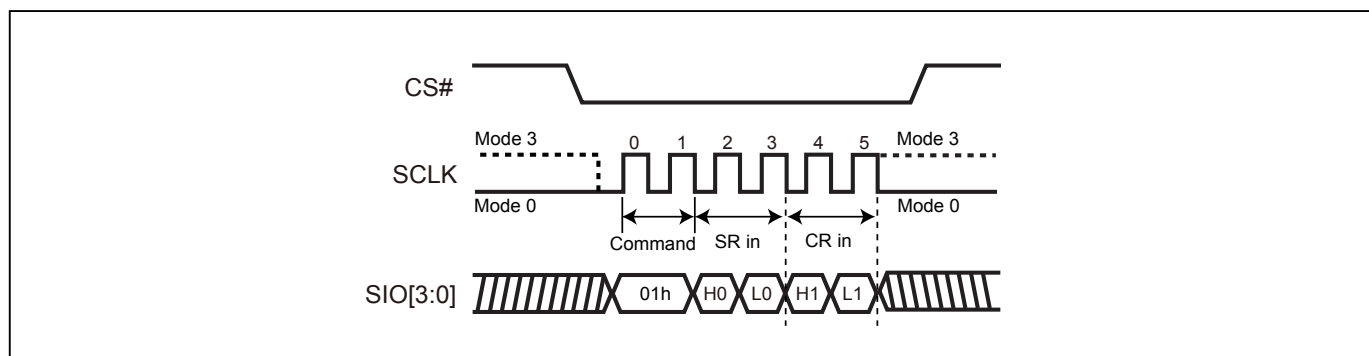 CS#
Mode 3
0 1 2 3 4 5
Mode 3
SCLK
Mode 0
Mode 0
Command
SR in
CR in
SIO[3:0]
01h
H0
L0
H1
L1